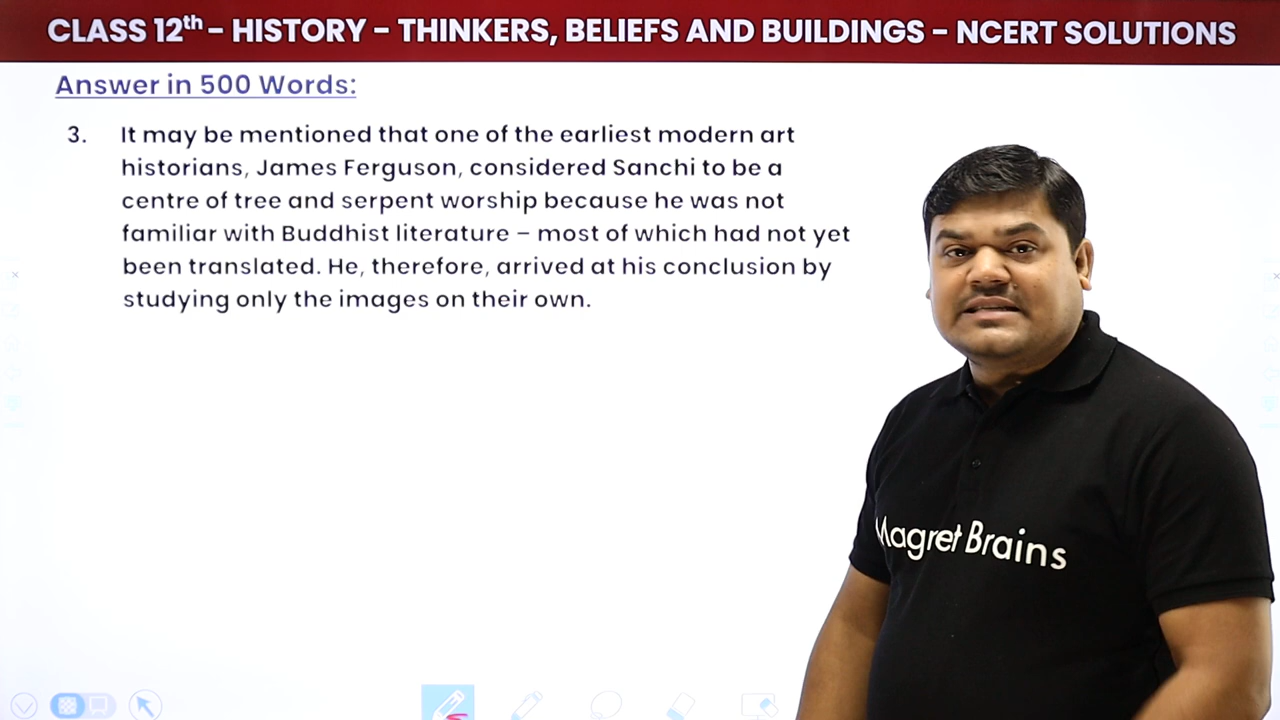 CLASS 12th – HISTORY – THINKERS, BELIEFS AND BUILDINGS – NCERT SOLUTIONS
Answer in 500 Words:
3. It may be mentioned that one of the earliest modern art
historians, James Ferguson, considered Sanchi to be a
centre of tree and serpent worship because he was not
familiar with Buddhist literature – most of which had not yet
been translated. He, therefore, arrived at his conclusion by
studying only the images on their own.
Magnet Brains